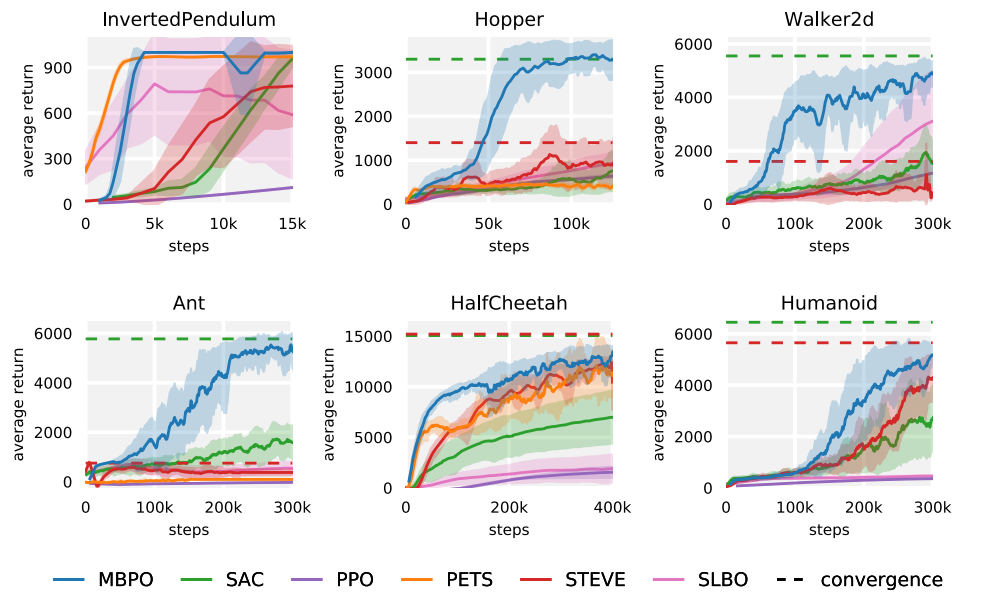 InvertedPendulum
Hopper
Walker2d
average return
900
600
300
0
0
5k
10k
15k
steps
average return
3000
2000
1000
0
0
50k
100k
steps
average return
6000
4000
2000
0
0
100k
200k
300k
steps
Ant
HalfCheetah
Humanoid
average return
6000
4000
2000
0
0
100k
200k
300k
steps
average return
15000
10000
5000
0
0
200k
400k
steps
average return
6000
4000
2000
0
0
100k
200k
300k
steps
MBPO SAC PPO PETS STEVE SLBO convergence